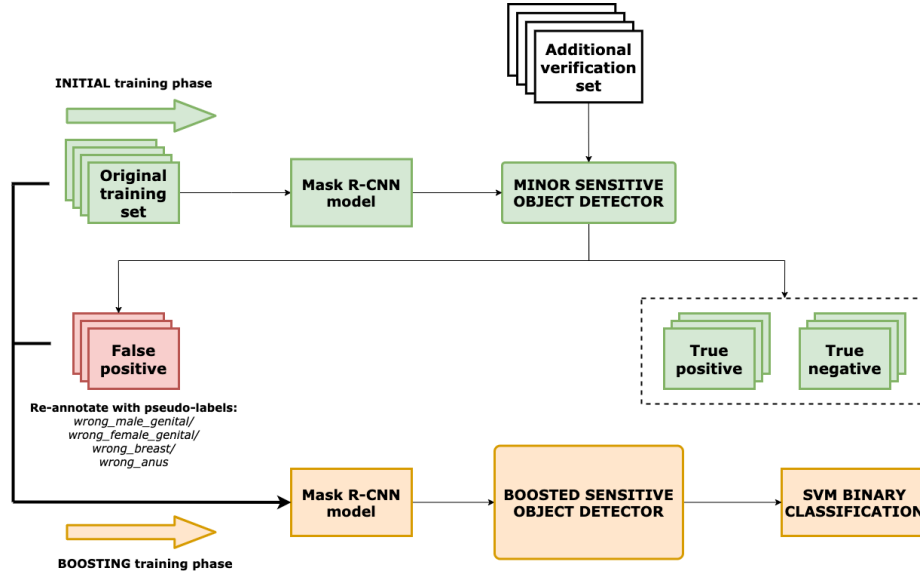 Additional
verification
set
INITIAL training phase
Original
training
set
Mask R-CNN
model
MINOR SENSITIVE
OBJECT DETECTOR
False
positive
True
positive
True
negative
Re-annotate with pseudo-labels:
wrong_male_genital/
wrong_female_genital/
wrong_breast/
wrong_anus
Mask R-CNN
model
BOOSTED SENSITIVE
OBJECT DETECTOR
SVM BINARY
CLASSIFICATION
BOOSTING training phase